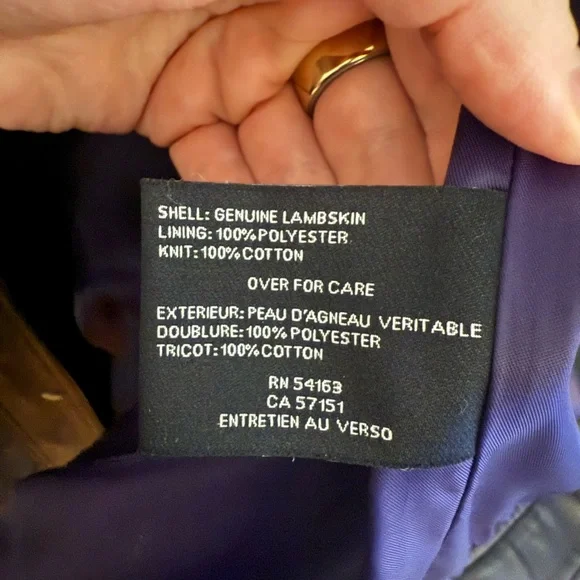 SHELL: GENUINE LAMBSKIN
LINING: 100% POLYESTER
KNIT: 100% COTTON
OVER FOR CARE
EXTERIEUR: PEAU D'AGNEAU VERITABLE
DOUBLURE: 100% POLYESTER
TRICOT: 100% COTTON
RN 54163
CA 57151
ENTRETIEN AU VERSO